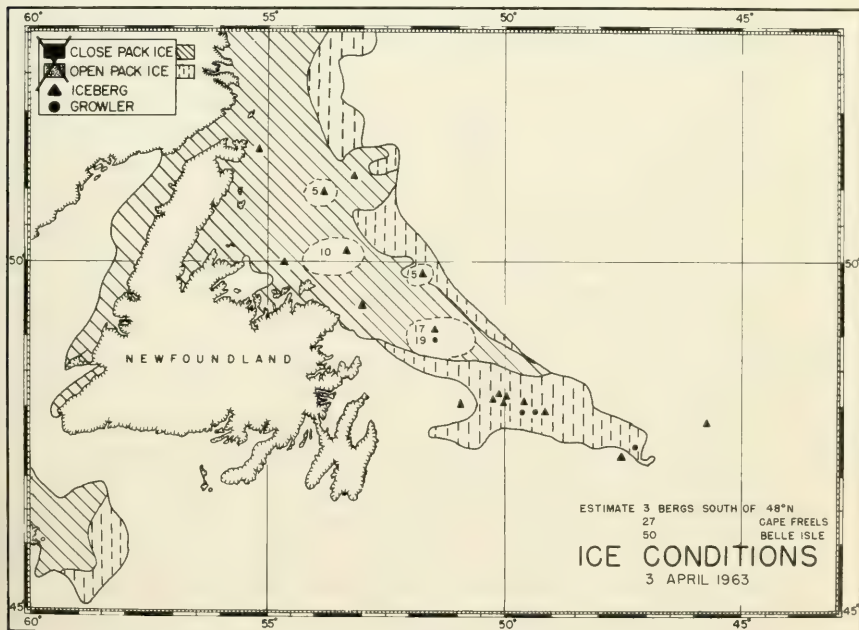 60° 55° 50° 45°
CLOSE PACK ICE
OPEN PACK ICE
ICEBERG
GROWLER
5
10
50° 50°
5
17
19
NEWFOUNDLAND
ESTIMATE 3 BERGS SOUTH OF 48°N
27 CAPE FREELS
50 BELLE ISLE
ICE CONDITIONS
3 APRIL 1963
45° 45°
60° 55° 50° 45°